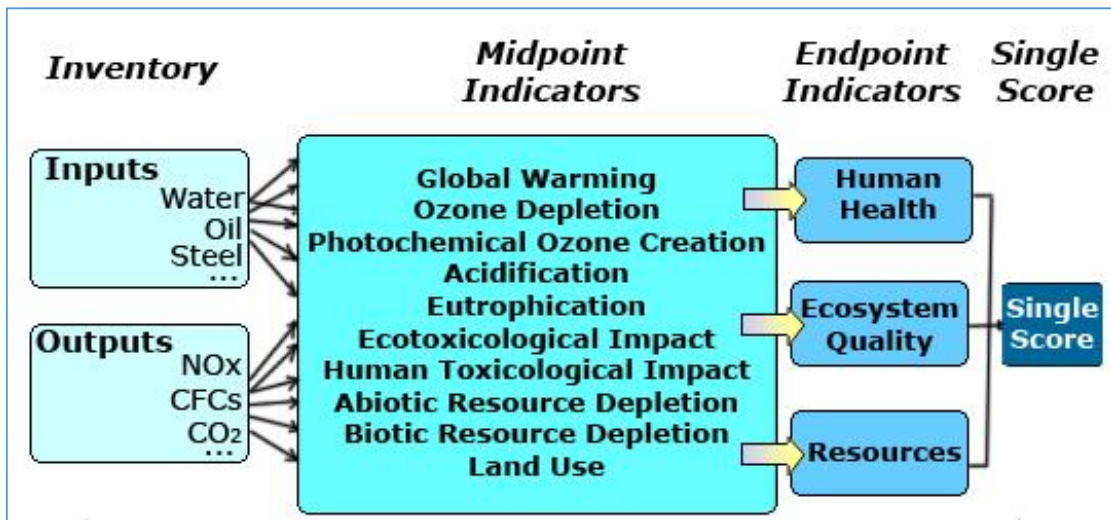 Inventory
Midpoint
Indicators
Endpoint
Indicators
Single
Score
Inputs
Water
Oil
Steel
...
Outputs
NOx
CFCs
CO₂
...
Global Warming
Ozone Depletion
Photochemical Ozone Creation
Acidification
Eutrophication
Ecotoxicological Impact
Human Toxicological Impact
Abiotic Resource Depletion
Biotic Resource Depletion
Land Use
Human
Health
Ecosystem
Quality
Resources
Single
Score